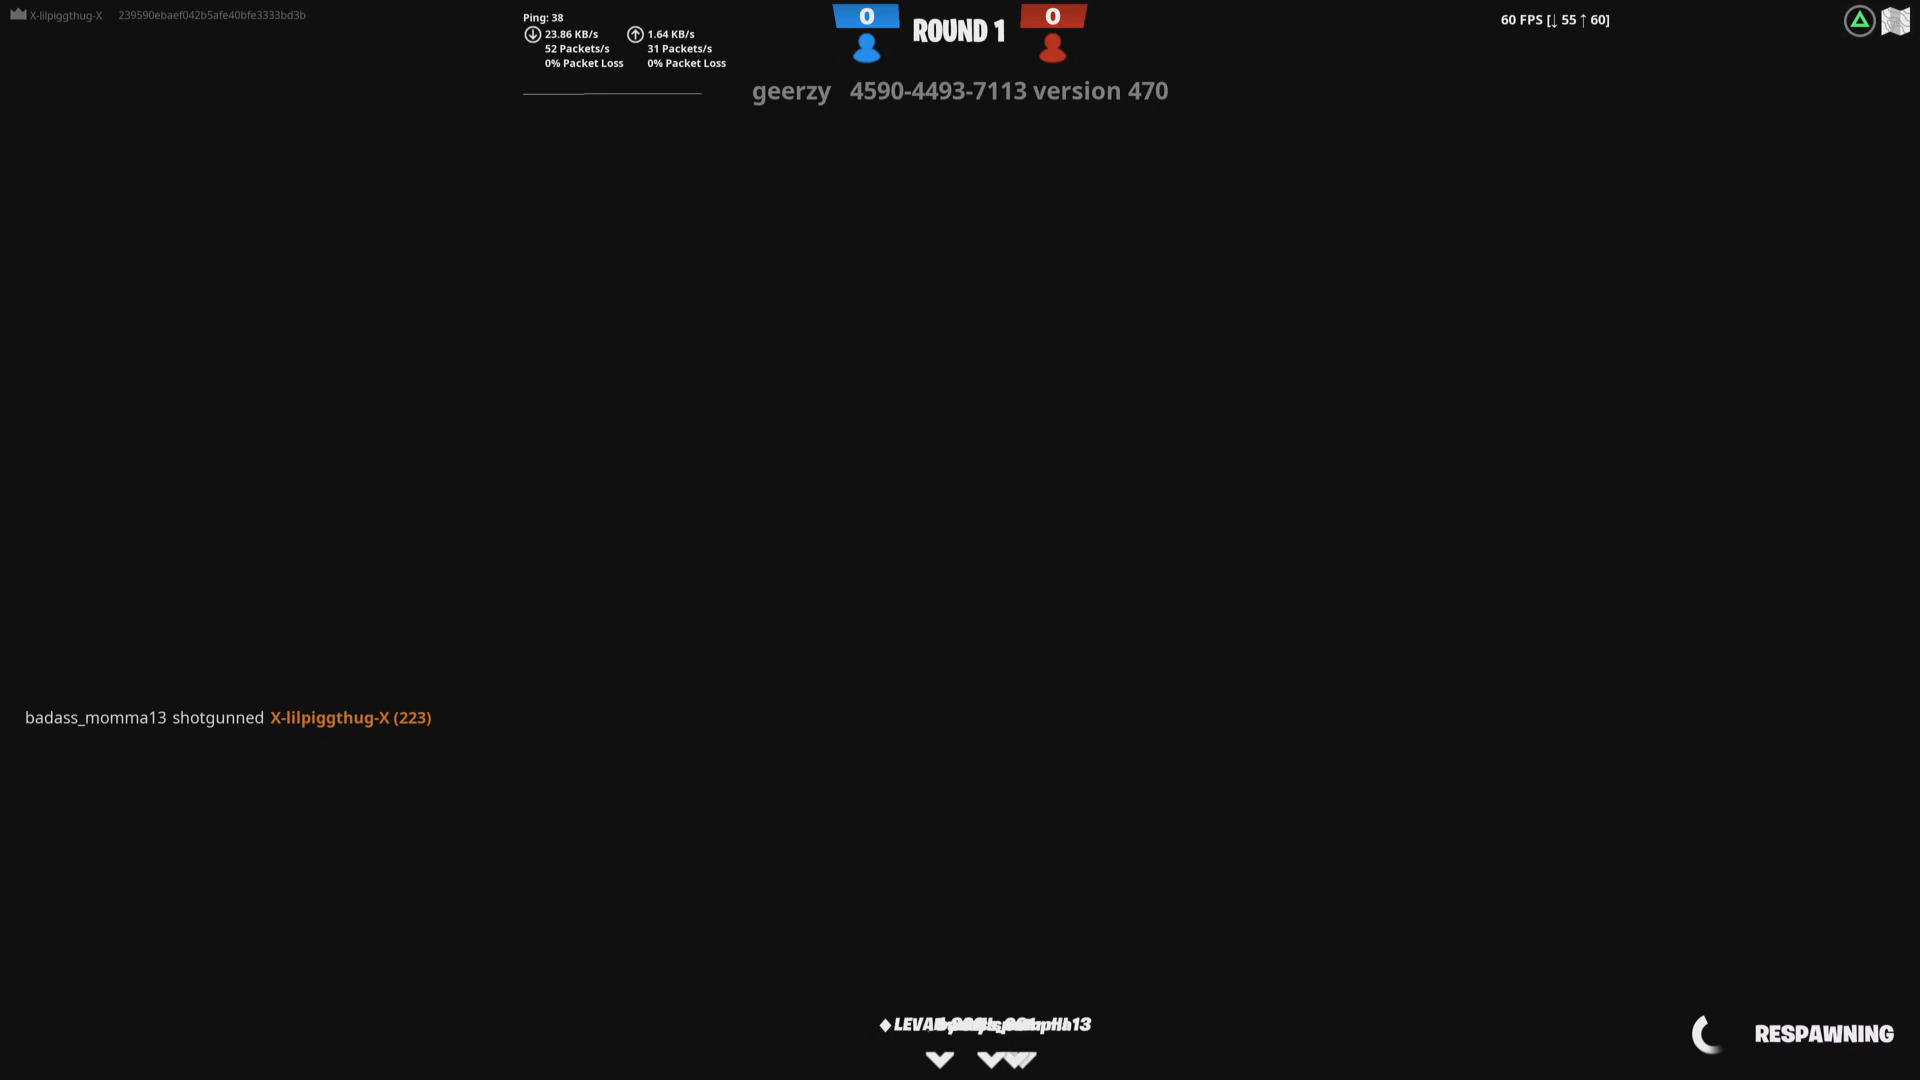 X-lilpiggthug-X 239590ebaef042b5afe40bfe3333bd3b
Ping: 38
23.86 KB/s 1.64 KB/s
52 Packets/s 31 Packets/s
0% Packet Loss 0% Packet Loss
0 ROUND 1 0
60 FPS [↓ 55 ↑ 60]
geerzy 4590-4493-7113 version 470
badass_momma13 shotgunned X-lilpiggthug-X (223)
RESPAWNING